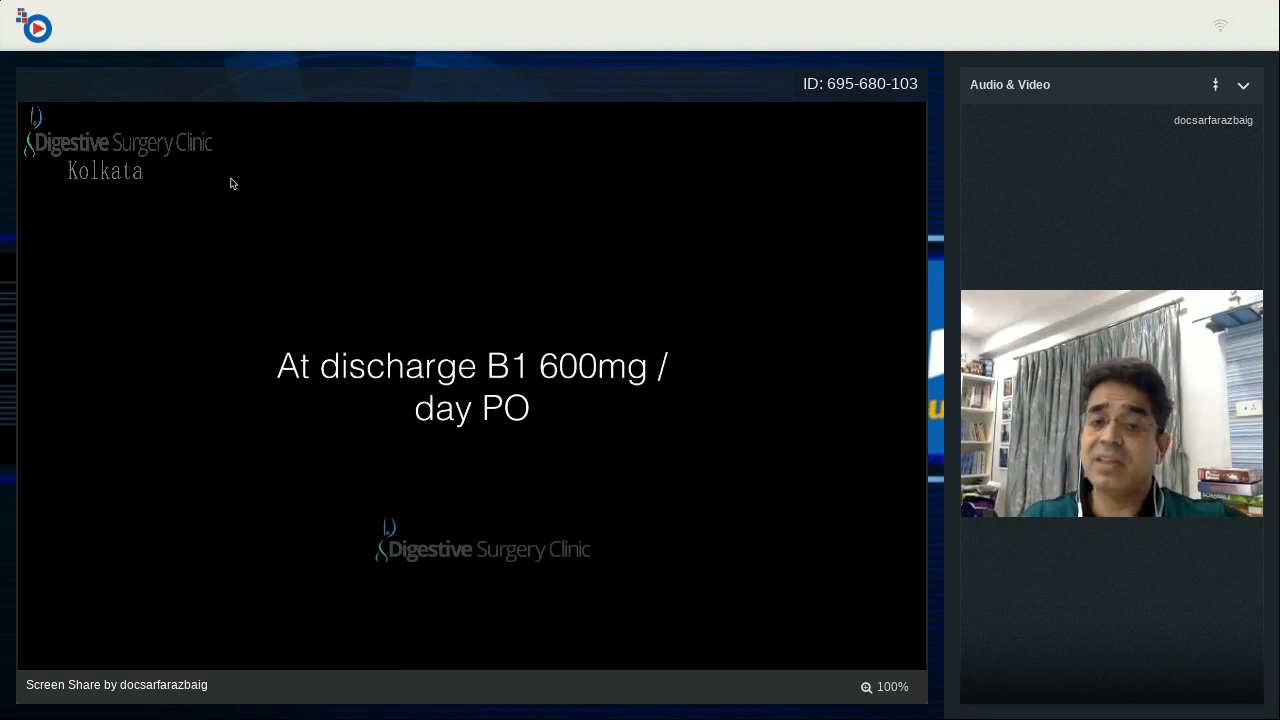 ID: 695-680-103
Audio & Video
docsarfarazbaig
Digestive Surgery Clinic
Kolkata
At discharge B1 600mg /
day PO
Digestive Surgery Clinic
SCRABBLE
Screen Share by docsarfarazbaig
100%